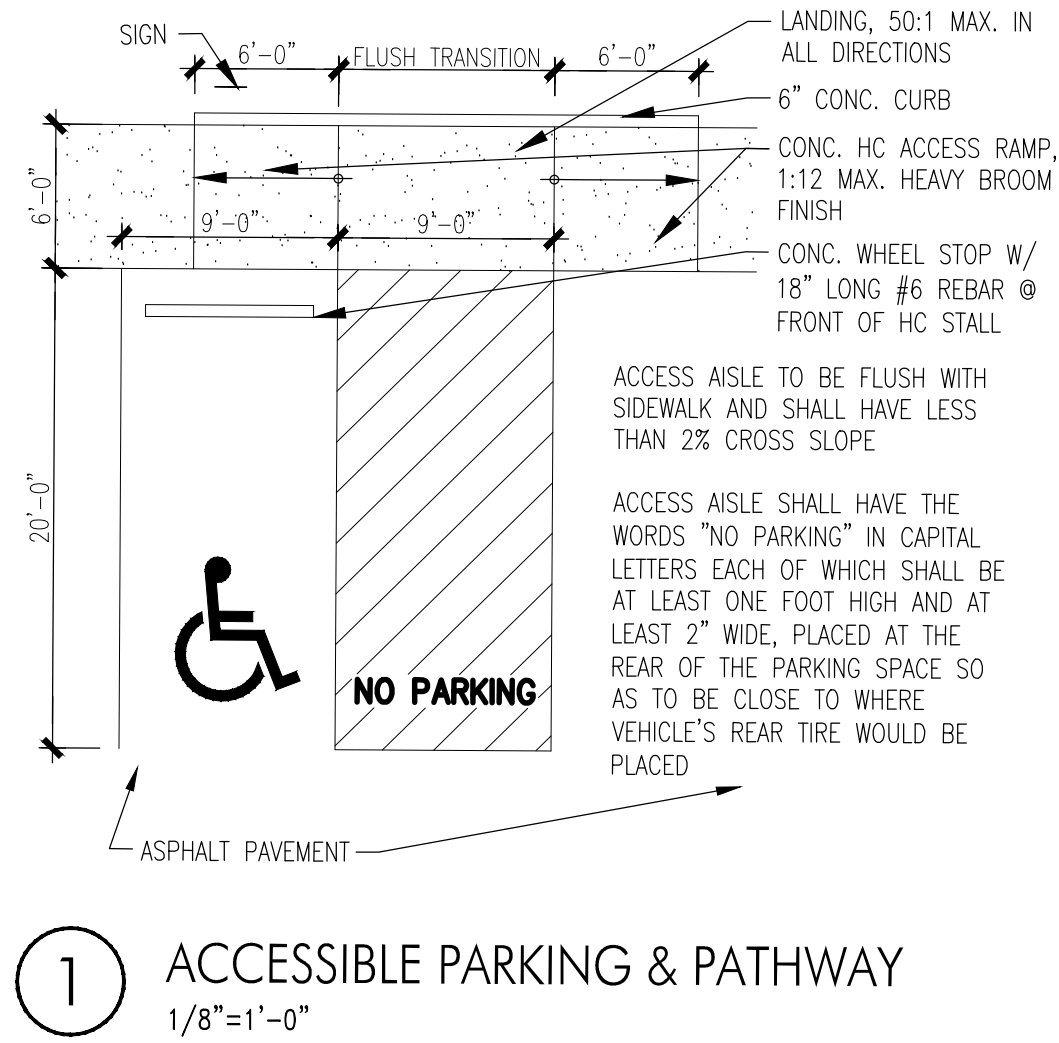 SIGN
6'-0"
FLUSH TRANSITION
6'-0"
LANDING, 50:1 MAX. IN
ALL DIRECTIONS
6" CONC. CURB
CONC. HC ACCESS RAMP,
1:12 MAX. HEAVY BROOM
FINISH
6'-0"
9'-0"
9'-0"
CONC. WHEEL STOP W/
18" LONG #6 REBAR @
FRONT OF HC STALL
ACCESS AISLE TO BE FLUSH WITH
SIDEWALK AND SHALL HAVE LESS
THAN 2% CROSS SLOPE
20'-0"
ACCESS AISLE SHALL HAVE THE
WORDS "NO PARKING" IN CAPITAL
LETTERS EACH OF WHICH SHALL BE
AT LEAST ONE FOOT HIGH AND AT
LEAST 2" WIDE, PLACED AT THE
REAR OF THE PARKING SPACE SO
AS TO BE CLOSE TO WHERE
VEHICLE'S REAR TIRE WOULD BE
PLACED
NO PARKING
ASPHALT PAVEMENT
1
ACCESSIBLE PARKING & PATHWAY
1/8"=1'-0"